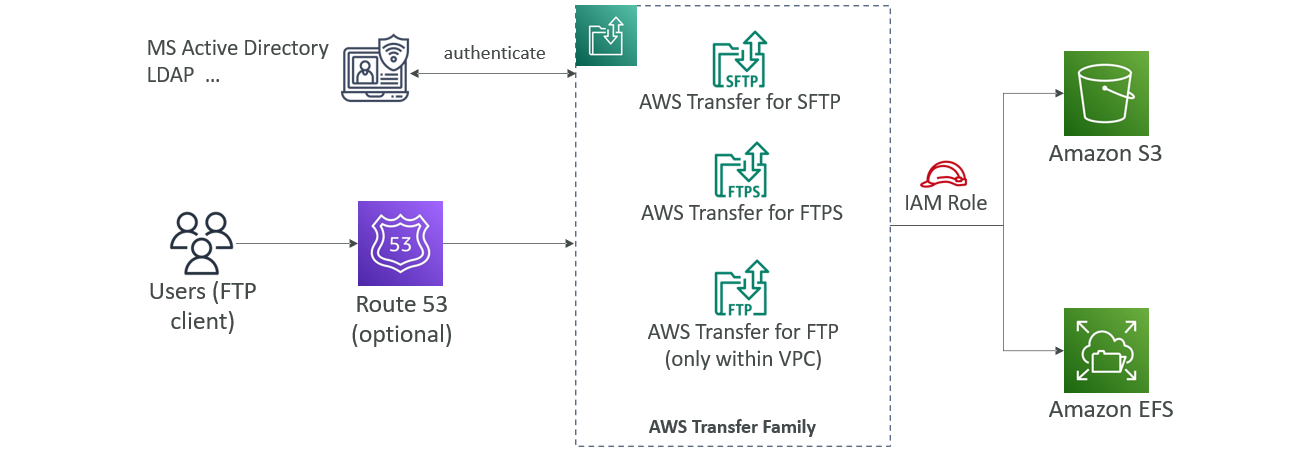 MS Active Directory
LDAP ...
authenticate
SFTP
AWS Transfer for SFTP
FTPS
AWS Transfer for FTPS
FTP
AWS Transfer for FTP
(only within VPC)
AWS Transfer Family
Users (FTP
client)
53
Route 53
(optional)
IAM Role
Amazon S3
Amazon EFS